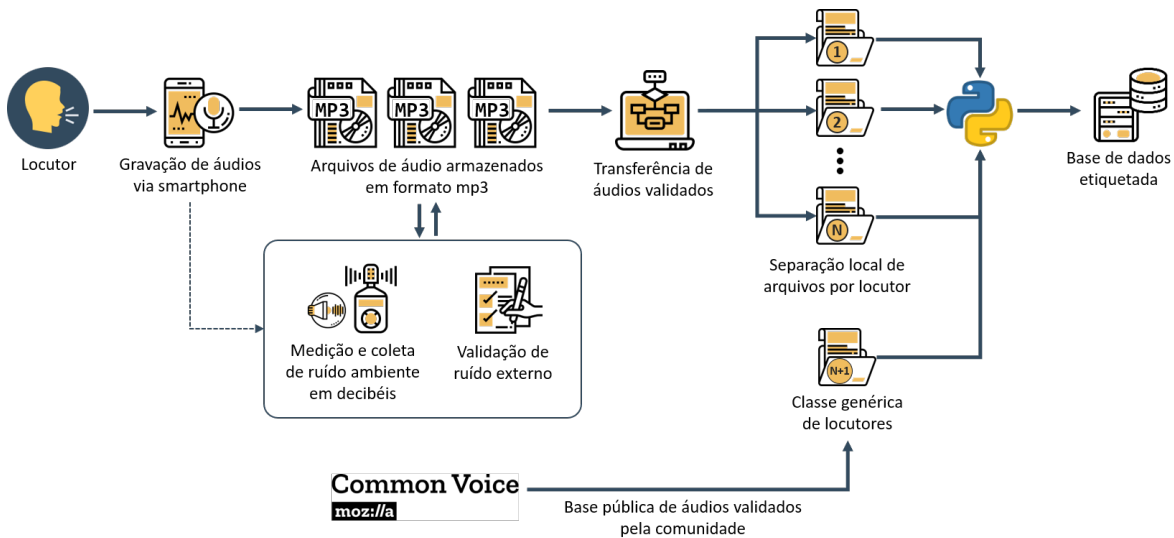 MP3
MP3
MP3
1
2
N
Locutor
Gravação de áudios
via smartphone
Arquivos de áudio armazenados
em formato mp3
Transferência de
áudios validados
Base de dados
etiquetada
Separação local de
arquivos por locutor
Medição e coleta
de ruído ambiente
em decibéis
Validação de
ruído externo
N+1
Classe genérica
de locutores
Common Voice
moz://a
Base pública de áudios validados
pela comunidade